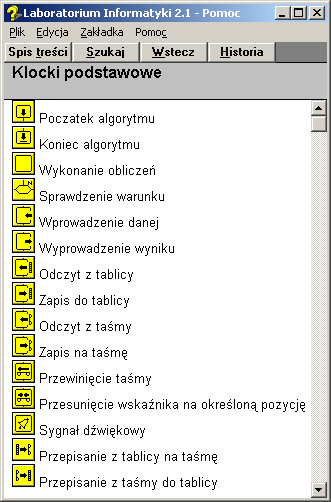 Laboratorium Informatyki 2.1 - Pomoc
Plik Edycja Zakładka Pomoc
Spis treści Szukaj Wstecz Historia
Klocki podstawowe
Poczatek algorytmu
Koniec algorytmu
Wykonanie obliczeń
Sprawdzenie warunku
Wprowadzenie danej
Wyprowadzenie wyniku
Odczyt z tablicy
Zapis do tablicy
Odczyt z taśmy
Zapis na taśmę
Przewinięcie taśmy
Przesunięcie wskaźnika na określoną pozycję
Sygnał dźwiękowy
Przepisanie z tablicy na taśmę
Przepisanie z taśmy do tablicy